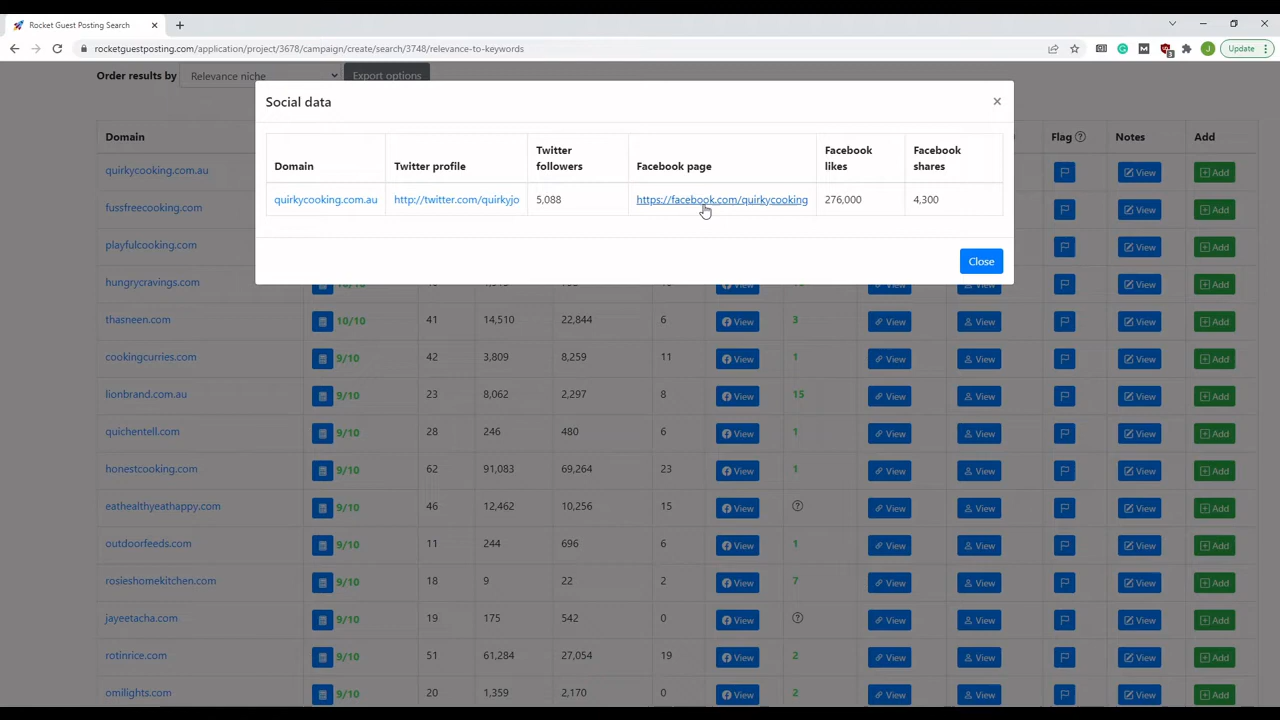 Rocket Guest Posting Search
rocketguestposting.com/application/project/3678/campaign/create/search/3748/relevance-to-keywords
J
Update
3
Order results by
Relevance niche
Export options
Social data
×
Domain Twitter profile Twitter followers Facebook page Facebook likes Facebook shares
quirkycooking.com.au http://twitter.com/quirkyjo 5,088 https://facebook.com/quirkycooking 276,000 4,300
Close
Domain Flag Notes Add
quirkycooking.com.au View Add
fussfreecooking.com View Add
playfulcooking.com View Add
hungrycravings.com View View View View Add
thasneen.com 10/10 41 14,510 22,844 6 View 3 View View View Add
cookingcurries.com 9/10 42 3,809 8,259 11 View 1 View View View Add
lionbrand.com.au 9/10 23 8,062 2,297 8 View 15 View View View Add
quichentell.com 9/10 28 246 480 6 View 1 View View View Add
honestcooking.com 9/10 62 91,083 69,264 23 View 1 View View View Add
eathealthyeathappy.com 9/10 46 12,462 10,256 15 View View View View Add
outdoorfeeds.com 9/10 11 244 696 6 View 1 View View View Add
rosieshomekitchen.com 9/10 18 9 22 2 View 7 View View View Add
jayeetacha.com 9/10 19 175 542 0 View View View View Add
rotinrice.com 9/10 51 61,284 27,054 19 View 2 View View View Add
omilights.com 9/10 20 1,359 2,170 0 View 2 View View View Add